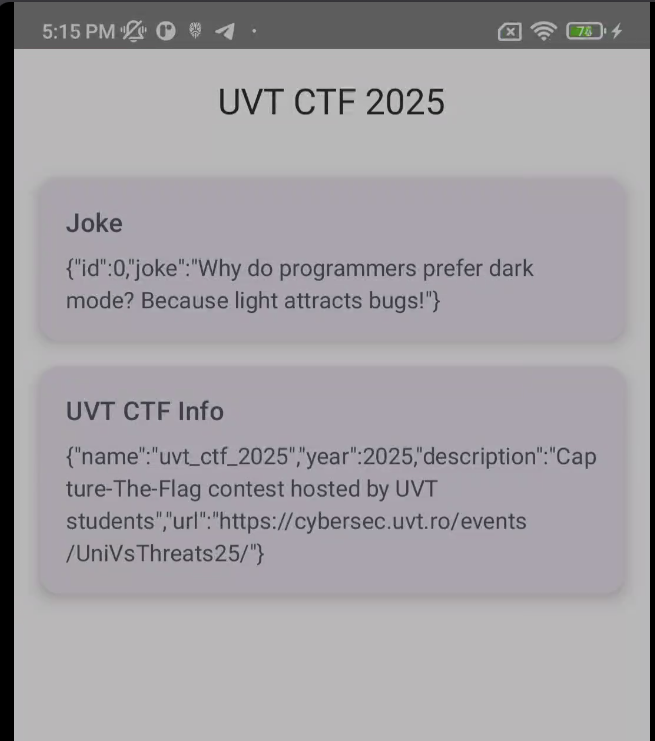 5:15 PM
76
UVT CTF 2025
Joke
{"id":0,"joke":"Why do programmers prefer dark
mode? Because light attracts bugs!"}
UVT CTF Info
{"name":"uvt_ctf_2025","year":2025,"description":"Cap
ture-The-Flag contest hosted by UVT
students","url":"https://cybersec.uvt.ro/events
/UniVsThreats25/"}